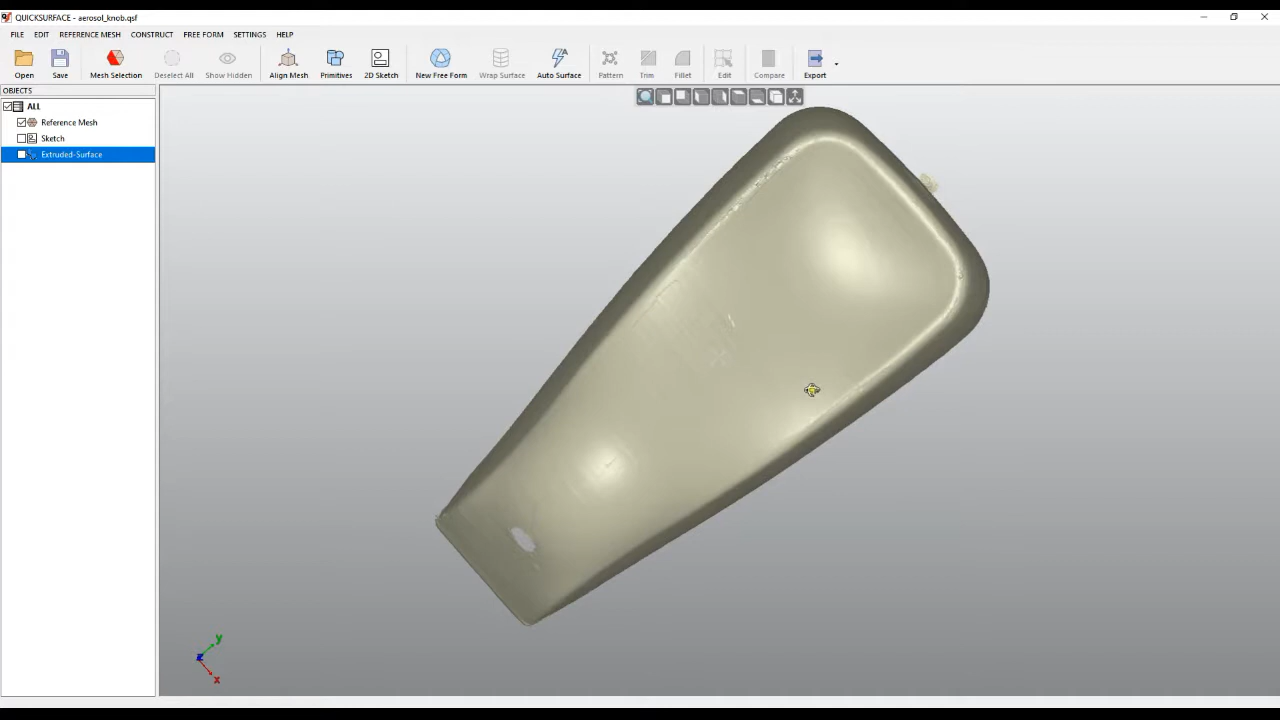 QUICKSURFACE - aerosol_knob.qsf
FILE EDIT REFERENCE MESH CONSTRUCT FREE FORM SETTINGS HELP
Open Save Mesh Selection Deselect All Show Hidden Align Mesh Primitives 2D Sketch New Free Form Wrap Surface Auto Surface Pattern Trim Fillet Edit Compare Export
OBJECTS
ALL
Reference Mesh
Sketch
Extruded-Surface
y
z
x